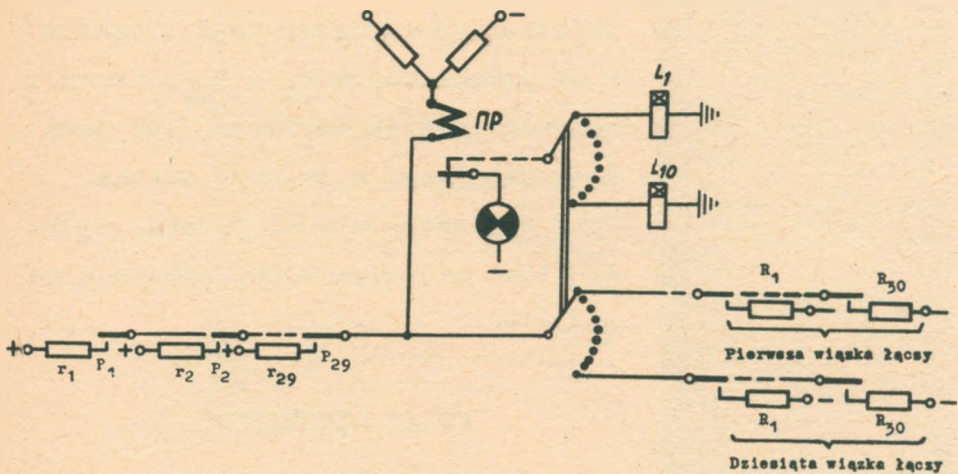 −
L1
ПР
L10
−
R1
R30
−
−
Pierwsza wiązka łączy
+
r1
P1
+
r2
P2
+
r29
P29
−
−
R1
R30
Dziesiąta wiązka łączy